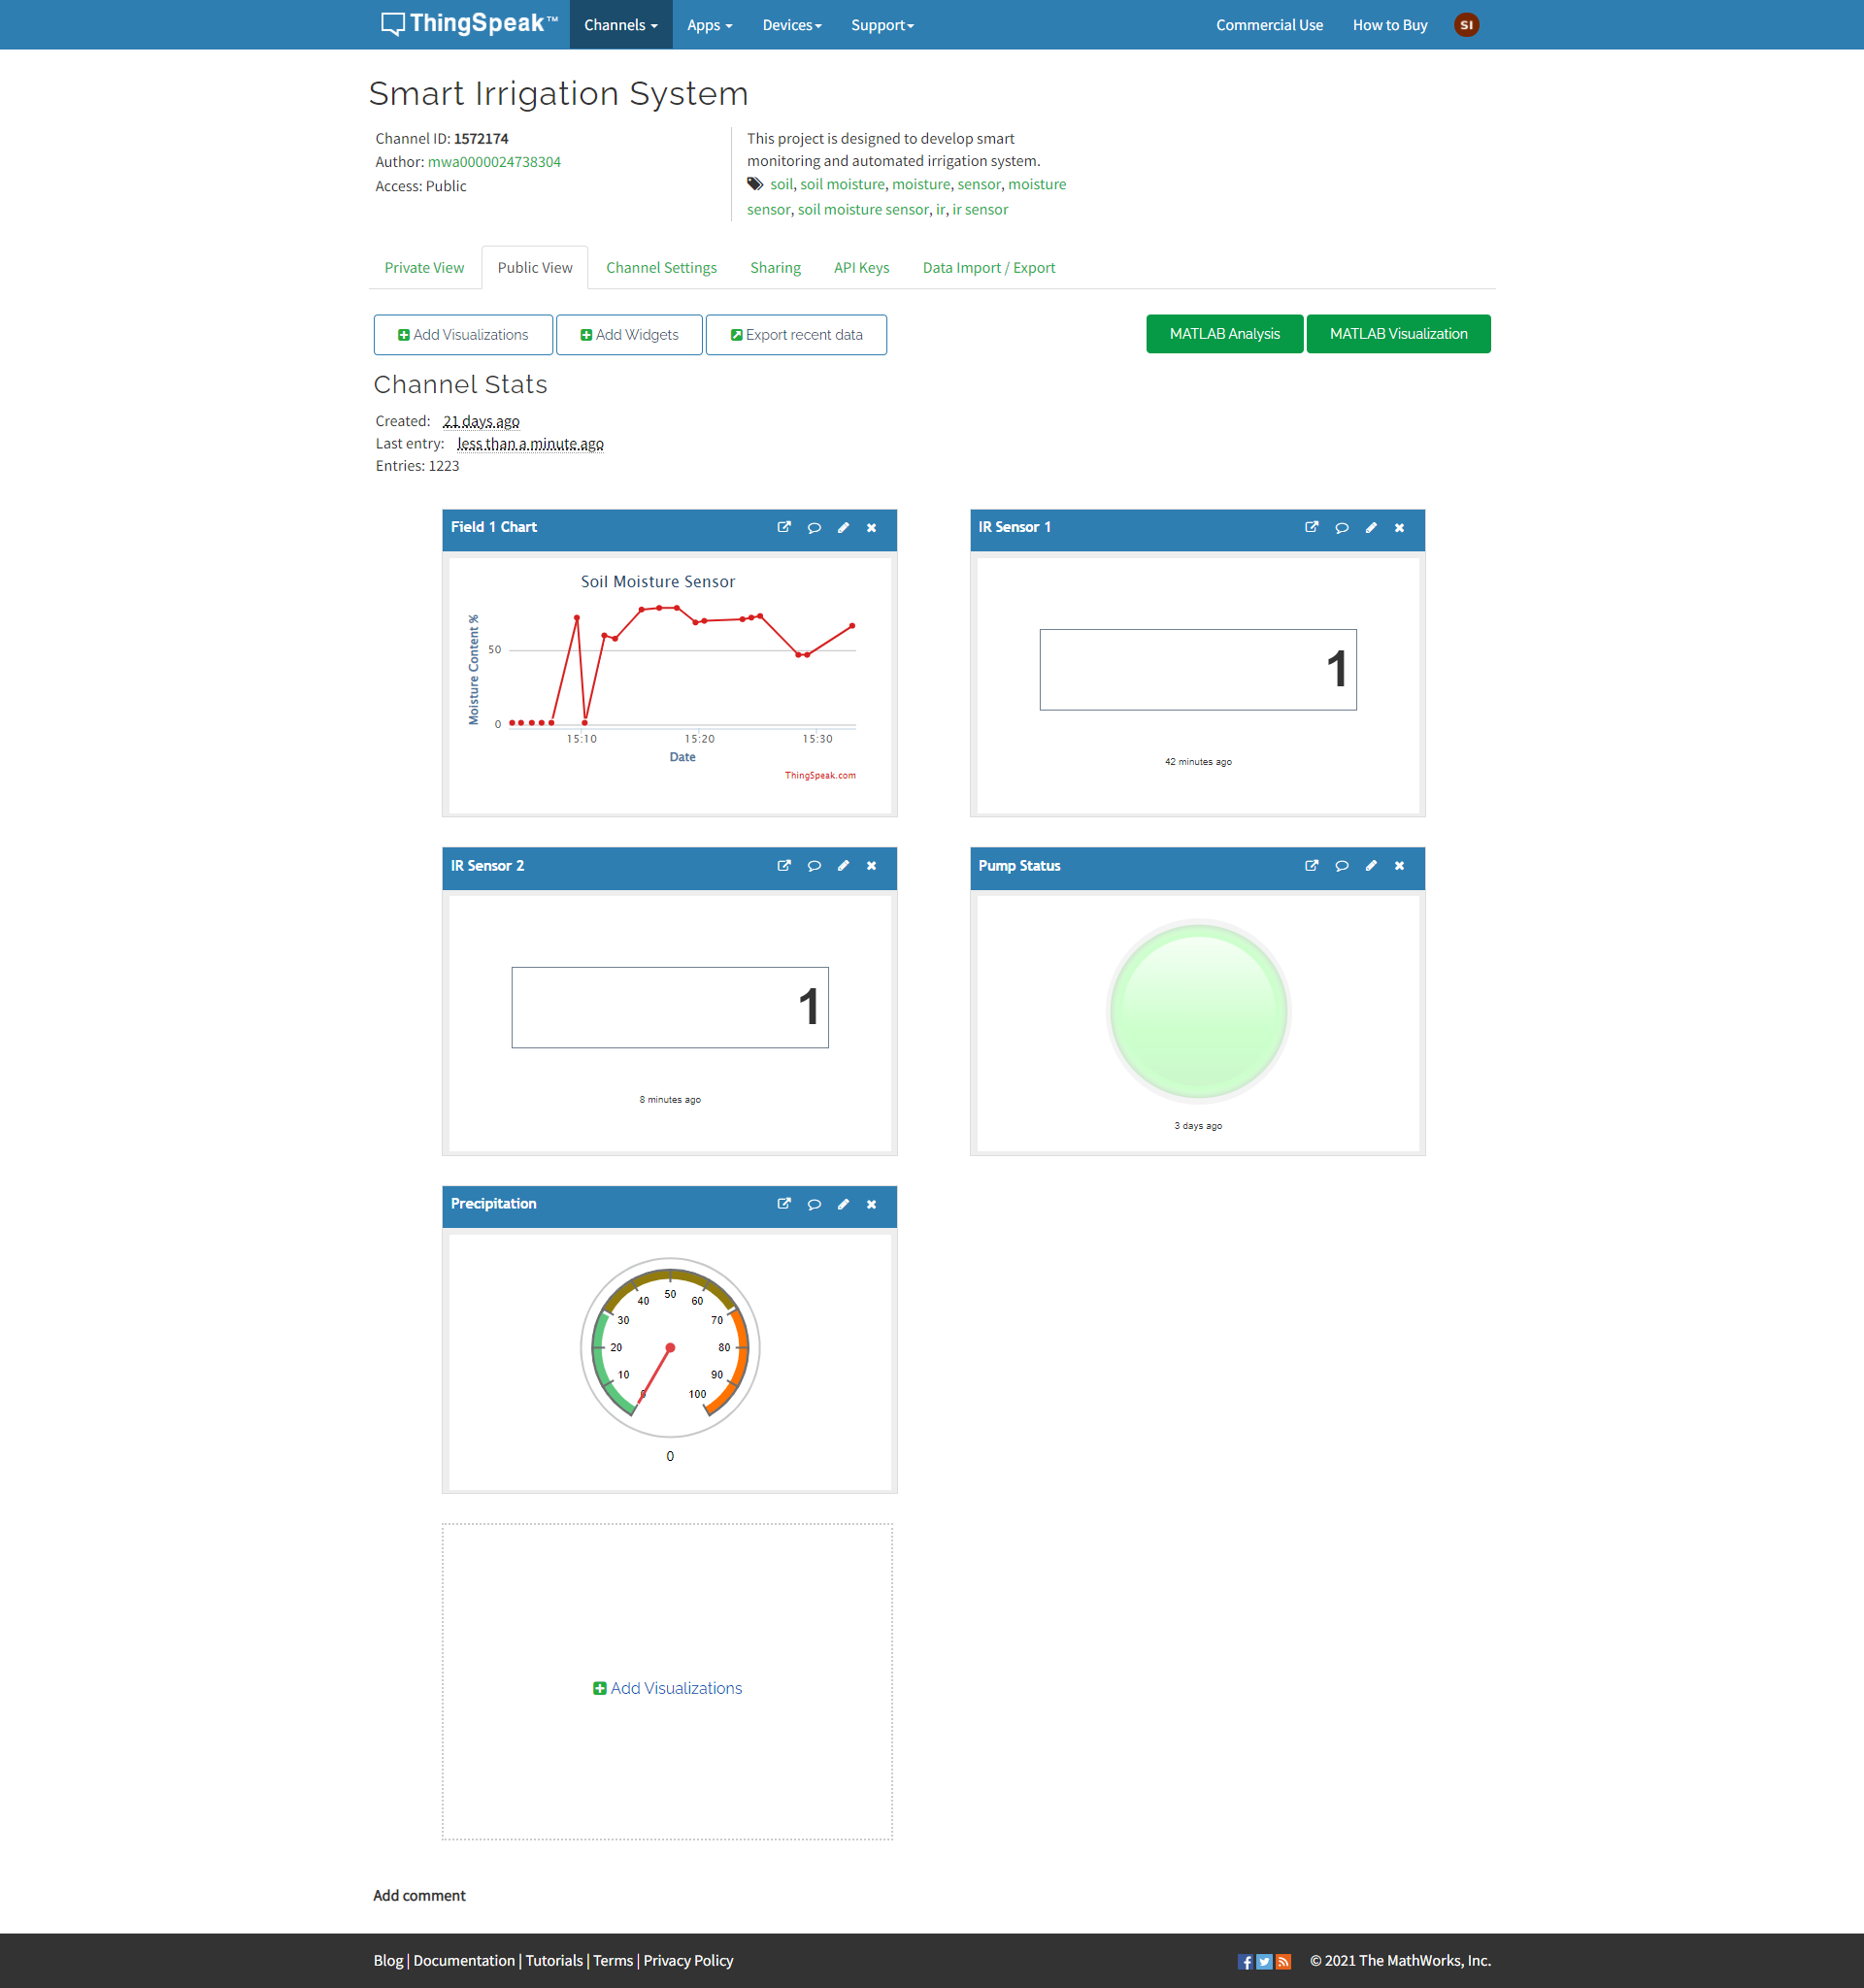 ThingSpeak™ Channels Apps Devices Support Commercial Use How to Buy SI
Smart Irrigation System
Channel ID: 1572174
Author: mwa0000024738304
Access: Public
This project is designed to develop smart
monitoring and automated irrigation system.
soil, soil moisture, moisture, sensor, moisture
sensor, soil moisture sensor, ir, ir sensor
Private View Public View Channel Settings Sharing API Keys Data Import / Export
Add Visualizations Add Widgets Export recent data MATLAB Analysis MATLAB Visualization
Channel Stats
Created: 21 days ago
Last entry: less than a minute ago
Entries: 1223
Field 1 Chart
Soil Moisture Sensor
Moisture Content %
50
0
15:10 15:20 15:30
Date
ThingSpeak.com
IR Sensor 1
1
42 minutes ago
IR Sensor 2
1
8 minutes ago
Pump Status
3 days ago
Precipitation
0 10 20 30 40 50 60 70 80 90 100
0
Add Visualizations
Add comment
Blog | Documentation | Tutorials | Terms | Privacy Policy
© 2021 The MathWorks, Inc.